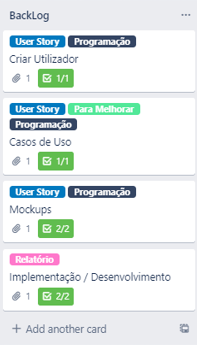 BackLog
User Story Programação
Criar Utilizador
1 1/1
User Story Para Melhorar
Programação
Casos de Uso
1 1/1
User Story Programação
Mockups
1 2/2
Relatório
Implementação / Desenvolvimento
1 2/2
+ Add another card